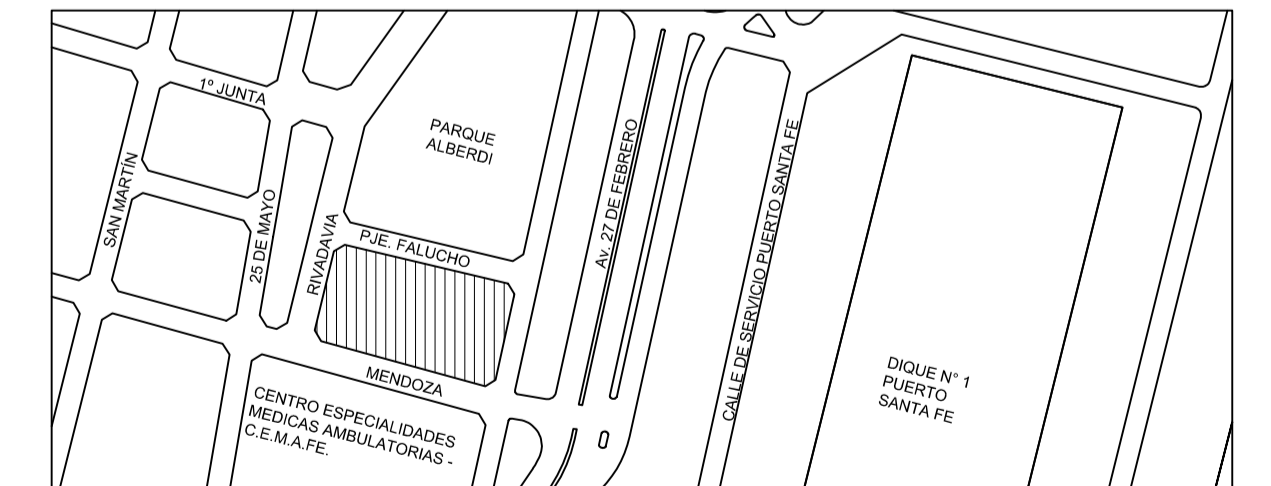 1º JUNTA
PARQUE
ALBERDI
SAN MARTÍN
25 DE MAYO
RIVADAVIA
PJE. FALUCHO
Av. 27 DE FEBRERO
CALLE DE SERVICIO PUERTO SANTA FE
MENDOZA
DIQUE N° 1
PUERTO
SANTA FE
CENTRO ESPECIALIDADES
MEDICAS AMBULATORIAS -
C.E.M.A.FE.